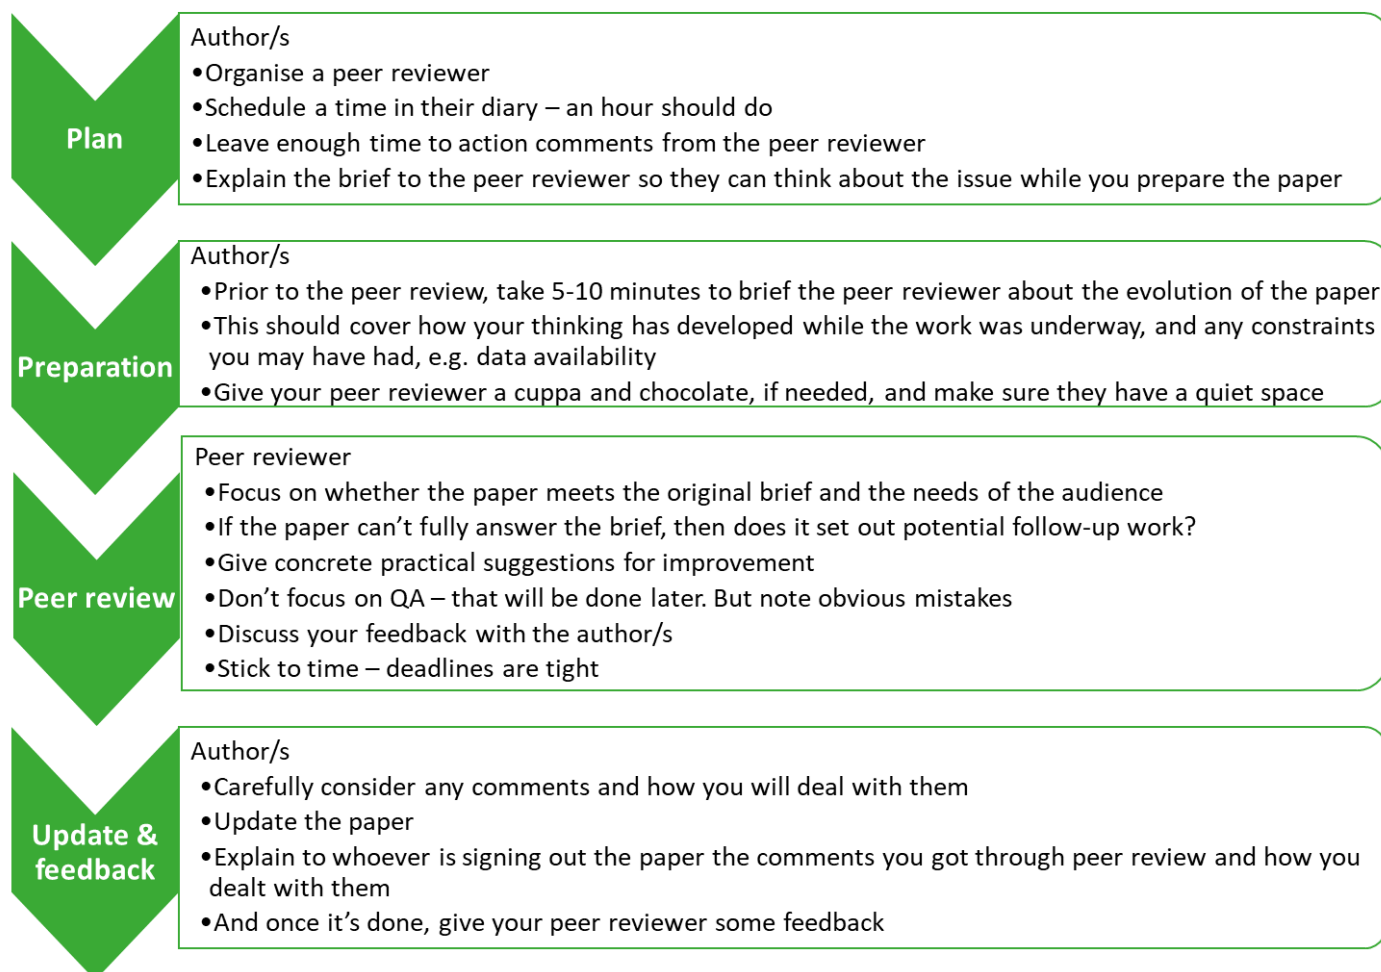 Plan
Author/s
•Organise a peer reviewer
•Schedule a time in their diary – an hour should do
•Leave enough time to action comments from the peer reviewer
•Explain the brief to the peer reviewer so they can think about the issue while you prepare the paper
Preparation
Author/s
•Prior to the peer review, take 5-10 minutes to brief the peer reviewer about the evolution of the paper
•This should cover how your thinking has developed while the work was underway, and any constraints
you may have had, e.g. data availability
•Give your peer reviewer a cuppa and chocolate, if needed, and make sure they have a quiet space
Peer review
Peer reviewer
•Focus on whether the paper meets the original brief and the needs of the audience
•If the paper can’t fully answer the brief, then does it set out potential follow-up work?
•Give concrete practical suggestions for improvement
•Don’t focus on QA – that will be done later. But note obvious mistakes
•Discuss your feedback with the author/s
•Stick to time – deadlines are tight
Update &
feedback
Author/s
•Carefully consider any comments and how you will deal with them
•Update the paper
•Explain to whoever is signing out the paper the comments you got through peer review and how you
dealt with them
•And once it’s done, give your peer reviewer some feedback